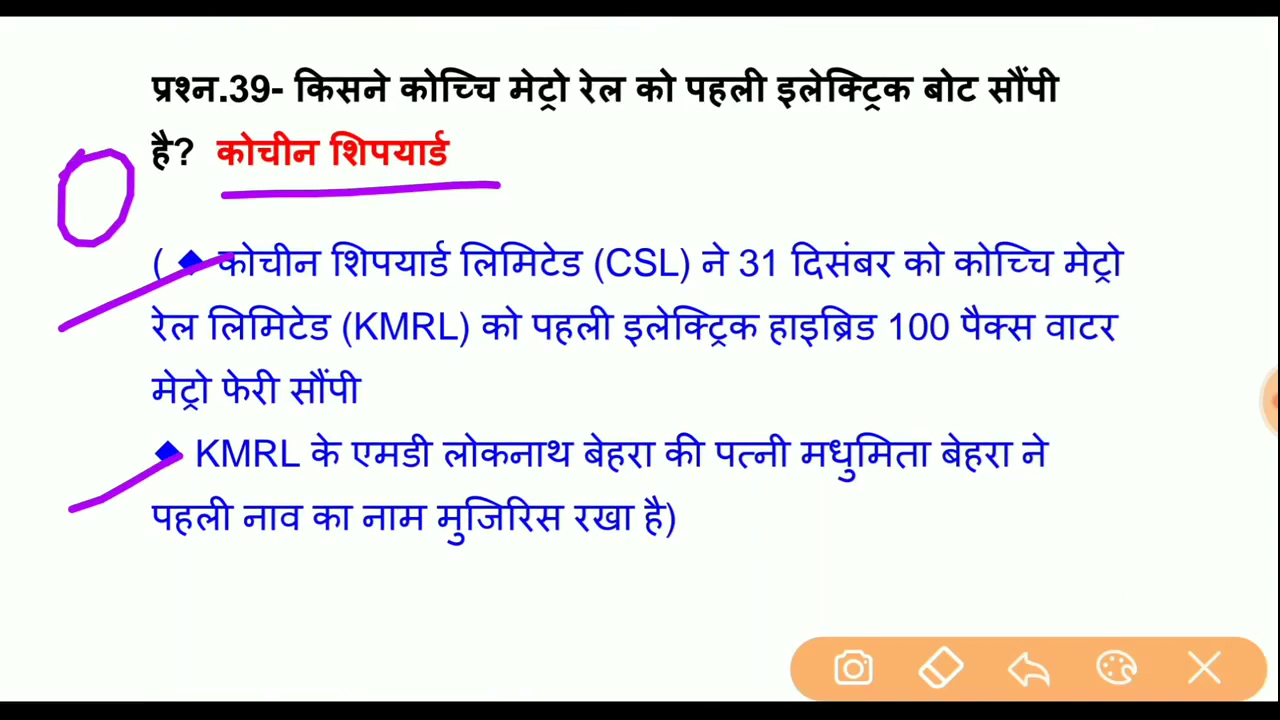 प्रश्न.39- किसने कोच्चि मेट्रो रेल को पहली इलेक्ट्रिक बोट सौंपी
है? कोचीन शिपयार्ड
( ◆ कोचीन शिपयार्ड लिमिटेड (CSL) ने 31 दिसंबर को कोच्चि मेट्रो
रेल लिमिटेड (KMRL) को पहली इलेक्ट्रिक हाइब्रिड 100 पैक्स वाटर
मेट्रो फेरी सौंपी
◆ KMRL के एमडी लोकनाथ बेहरा की पत्नी मधुमिता बेहरा ने
पहली नाव का नाम मुजिरिस रखा है)